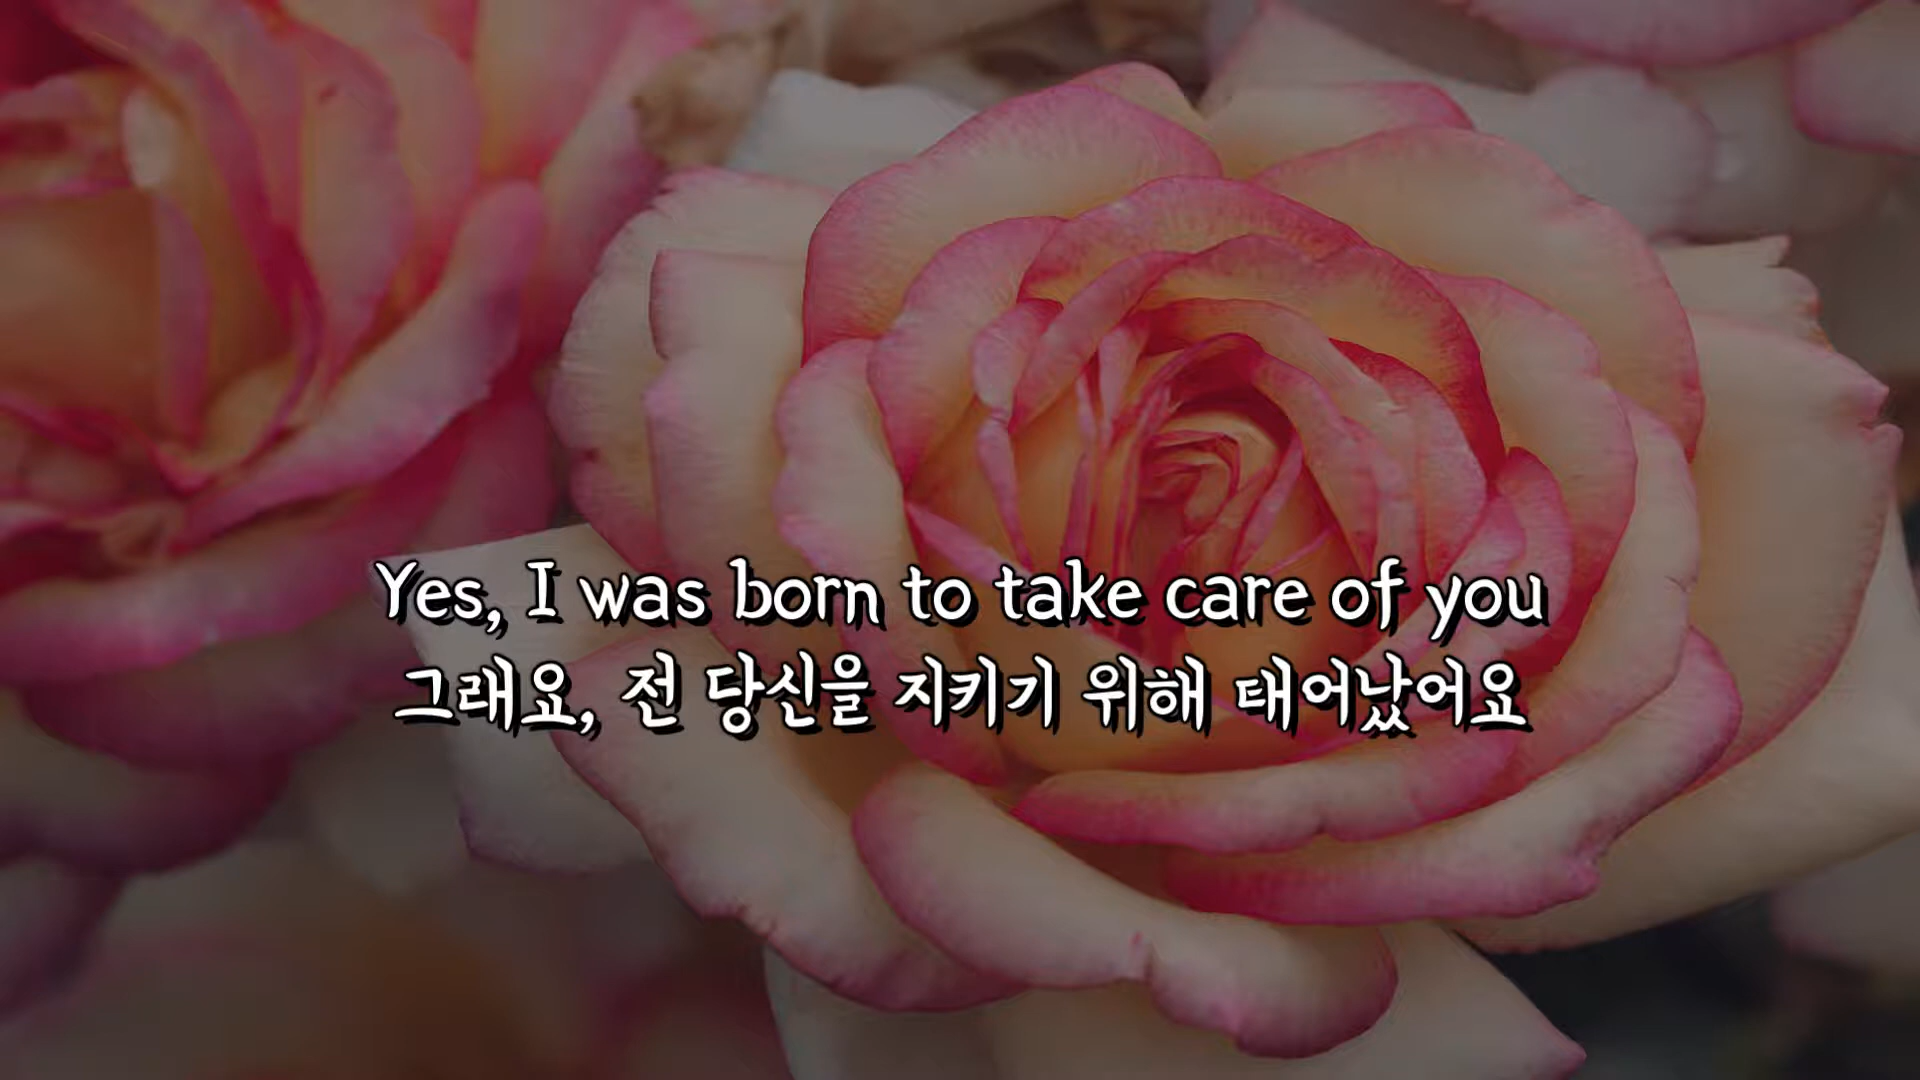 Yes, I was born to take care of you
그래요, 전 당신을 지키기 위해 태어났어요